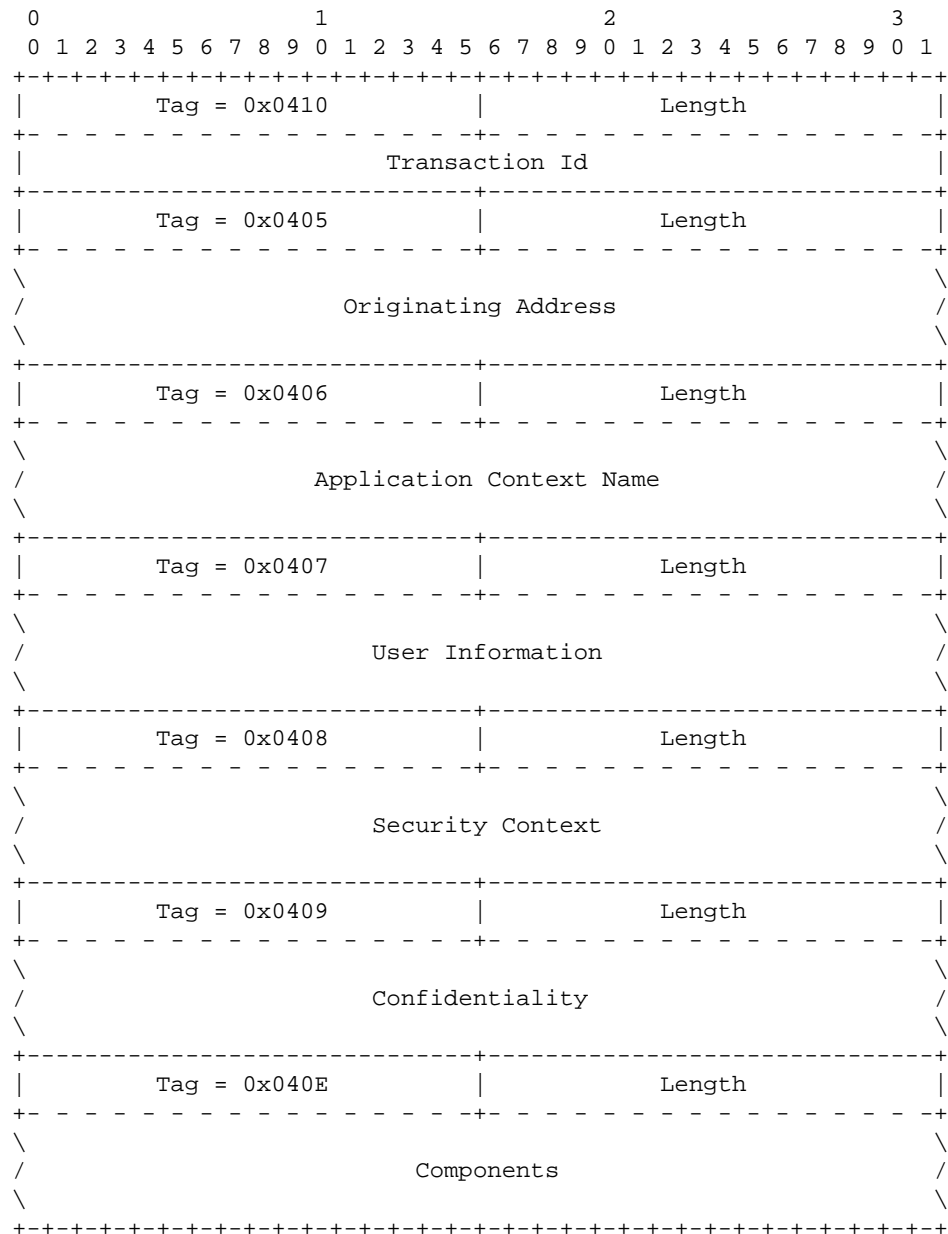 0                   1                   2                   3
 0 1 2 3 4 5 6 7 8 9 0 1 2 3 4 5 6 7 8 9 0 1 2 3 4 5 6 7 8 9 0 1
+-+-+-+-+-+-+-+-+-+-+-+-+-+-+-+-+-+-+-+-+-+-+-+-+-+-+-+-+-+-+-+-+
|         Tag = 0x0410          |            Length             |
+- - - - - - - - - - - - - - - -+- - - - - - - - - - - - - - - -+
|                         Transaction Id                        |
+-------------------------------+-------------------------------+
|         Tag = 0x0405          |            Length             |
+- - - - - - - - - - - - - - - -+- - - - - - - - - - - - - - - -+
\                                                               \
/                      Originating Address                      /
\                                                               \
+-------------------------------+-------------------------------+
|         Tag = 0x0406          |            Length             |
+- - - - - - - - - - - - - - - -+- - - - - - - - - - - - - - - -+
\                                                               \
/                    Application Context Name                   /
\                                                               \
+-------------------------------+-------------------------------+
|         Tag = 0x0407          |            Length             |
+- - - - - - - - - - - - - - - -+- - - - - - - - - - - - - - - -+
\                                                               \
/                        User Information                       /
\                                                               \
+-------------------------------+-------------------------------+
|         Tag = 0x0408          |            Length             |
+- - - - - - - - - - - - - - - -+- - - - - - - - - - - - - - - -+
\                                                               \
/                        Security Context                       /
\                                                               \
+-------------------------------+-------------------------------+
|         Tag = 0x0409          |            Length             |
+- - - - - - - - - - - - - - - -+- - - - - - - - - - - - - - - -+
\                                                               \
/                        Confidentiality                        /
\                                                               \
+-------------------------------+-------------------------------+
|         Tag = 0x040E          |            Length             |
+- - - - - - - - - - - - - - - -+- - - - - - - - - - - - - - - -+
\                                                               \
/                           Components                          /
\                                                               \
+-+-+-+-+-+-+-+-+-+-+-+-+-+-+-+-+-+-+-+-+-+-+-+-+-+-+-+-+-+-+-+-+